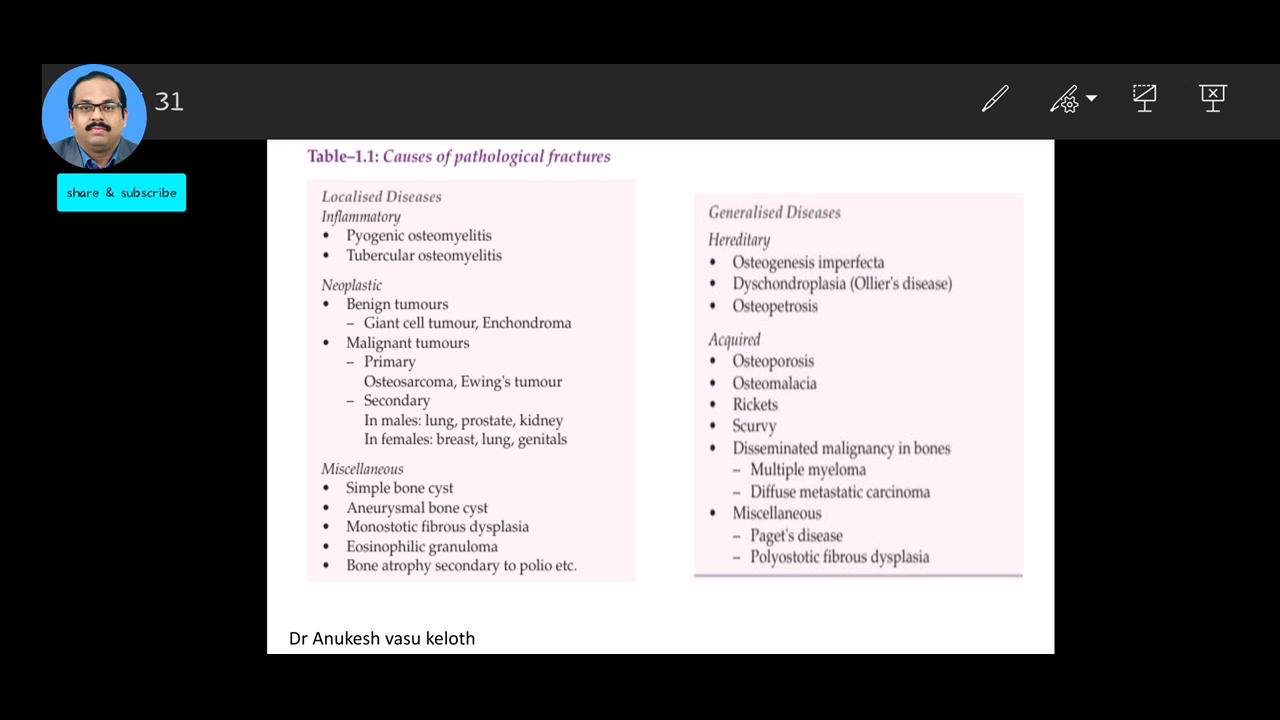 31
share & subscribe
Table–1.1: Causes of pathological fractures
Localised Diseases
Inflammatory
• Pyogenic osteomyelitis
• Tubercular osteomyelitis
Neoplastic
• Benign tumours
– Giant cell tumour, Enchondroma
• Malignant tumours
– Primary
Osteosarcoma, Ewing's tumour
– Secondary
In males: lung, prostate, kidney
In females: breast, lung, genitals
Miscellaneous
• Simple bone cyst
• Aneurysmal bone cyst
• Monostotic fibrous dysplasia
• Eosinophilic granuloma
• Bone atrophy secondary to polio etc.
Generalised Diseases
Hereditary
• Osteogenesis imperfecta
• Dyschondroplasia (Ollier's disease)
• Osteopetrosis
Acquired
• Osteoporosis
• Osteomalacia
• Rickets
• Scurvy
• Disseminated malignancy in bones
– Multiple myeloma
– Diffuse metastatic carcinoma
• Miscellaneous
– Paget's disease
– Polyostotic fibrous dysplasia
Dr Anukesh vasu keloth